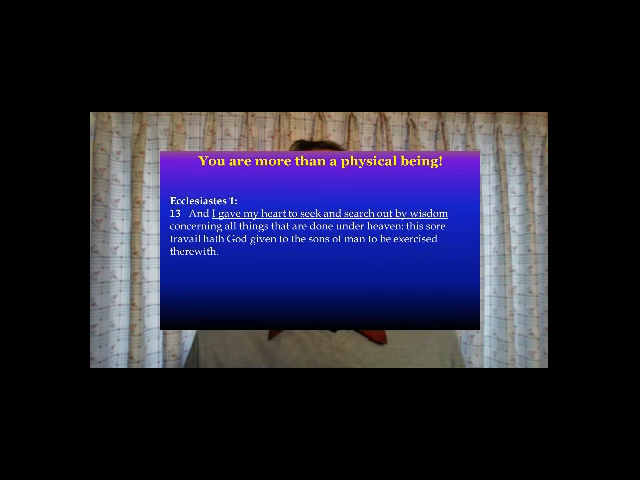 You are more than a physical being!
Ecclesiastes 1:
13 And I gave my heart to seek and search out by wisdom
concerning all things that are done under heaven: this sore
travail hath God given to the sons of man to be exercised
therewith.